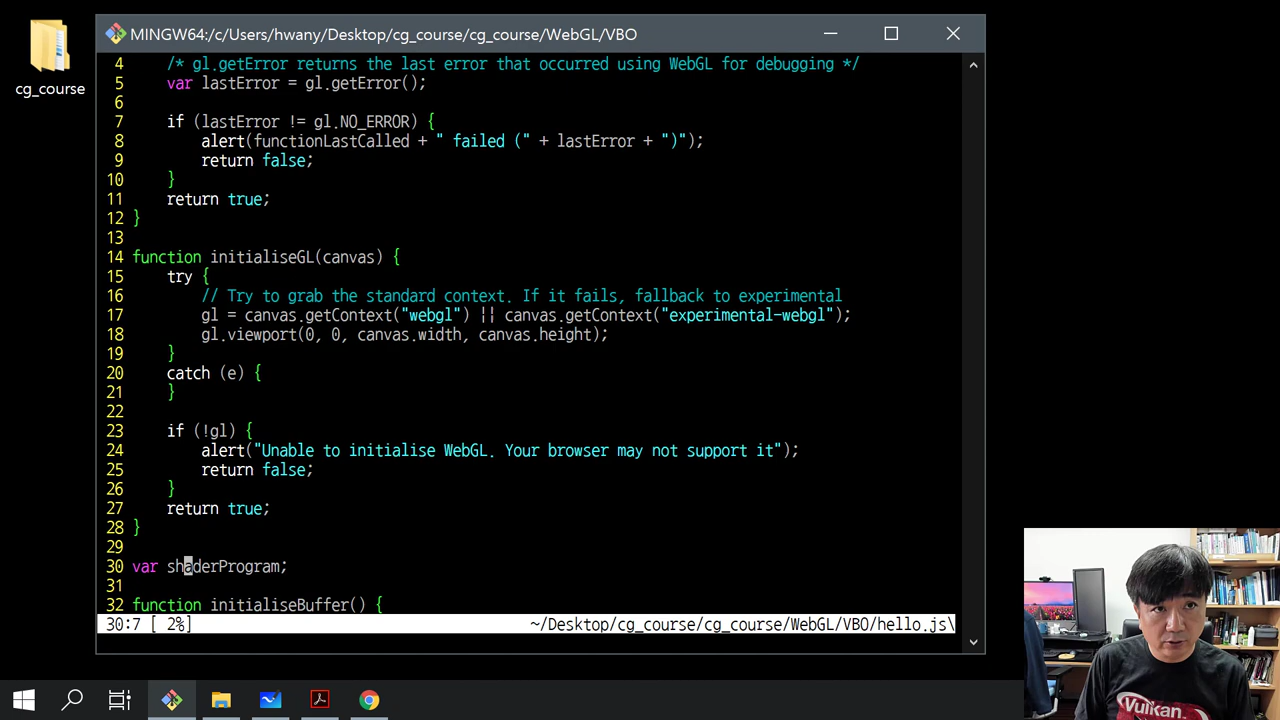 MINGW64:/c/Users/hwany/Desktop/cg_course/cg_course/WebGL/VBO
cg_course
4     /* gl.getError returns the last error that occurred using WebGL for debugging */
5     var lastError = gl.getError();
6
7     if (lastError != gl.NO_ERROR) {
8         alert(functionLastCalled + " failed (" + lastError + ")");
9         return false;
10     }
11     return true;
12 }
13
14 function initialiseGL(canvas) {
15     try {
16         // Try to grab the standard context. If it fails, fallback to experimental
17         gl = canvas.getContext("webgl") || canvas.getContext("experimental-webgl");
18         gl.viewport(0, 0, canvas.width, canvas.height);
19     }
20     catch (e) {
21     }
22
23     if (!gl) {
24         alert("Unable to initialise WebGL. Your browser may not support it");
25         return false;
26     }
27     return true;
28 }
29
30 var shaderProgram;
31
32 function initialiseBuffer() {
30:7 [ 2%] ~/Desktop/cg_course/cg_course/WebGL/VBO/hello.js\
Vulkan.